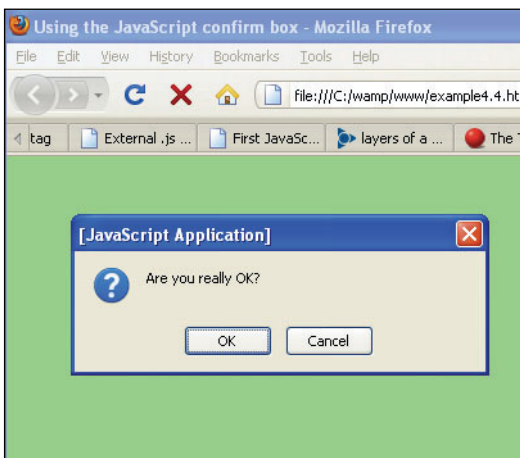 Using the JavaScript confirm box - Mozilla Firefox
File Edit View History Bookmarks Tools Help
file:///C:/wamp/www/example4.4.ht
tag External .js ... First JavaSc... layers of a ... The
[JavaScript Application]
Are you really OK?
OK Cancel